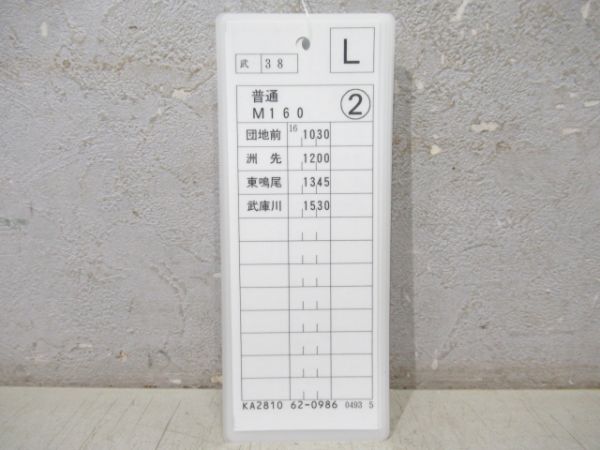 武 38 L
普通
M160 ②
団地前 16 1030
洲先 1200
東鳴尾 1345
武庫川 1530
KA2810 62-0986 0493 5